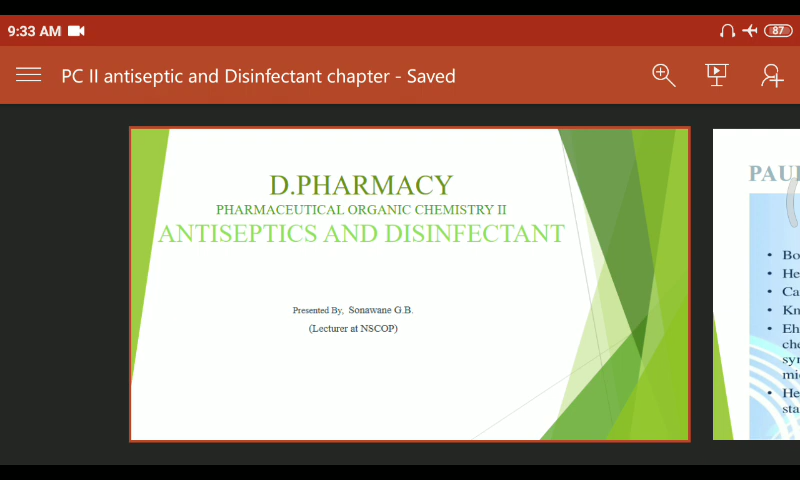 9:33 AM
87
PC II antiseptic and Disinfectant chapter - Saved
D.PHARMACY
PHARMACEUTICAL ORGANIC CHEMISTRY II
ANTISEPTICS AND DISINFECTANT
Presented By; Sonawane G.B.
(Lecturer at NSCOP)